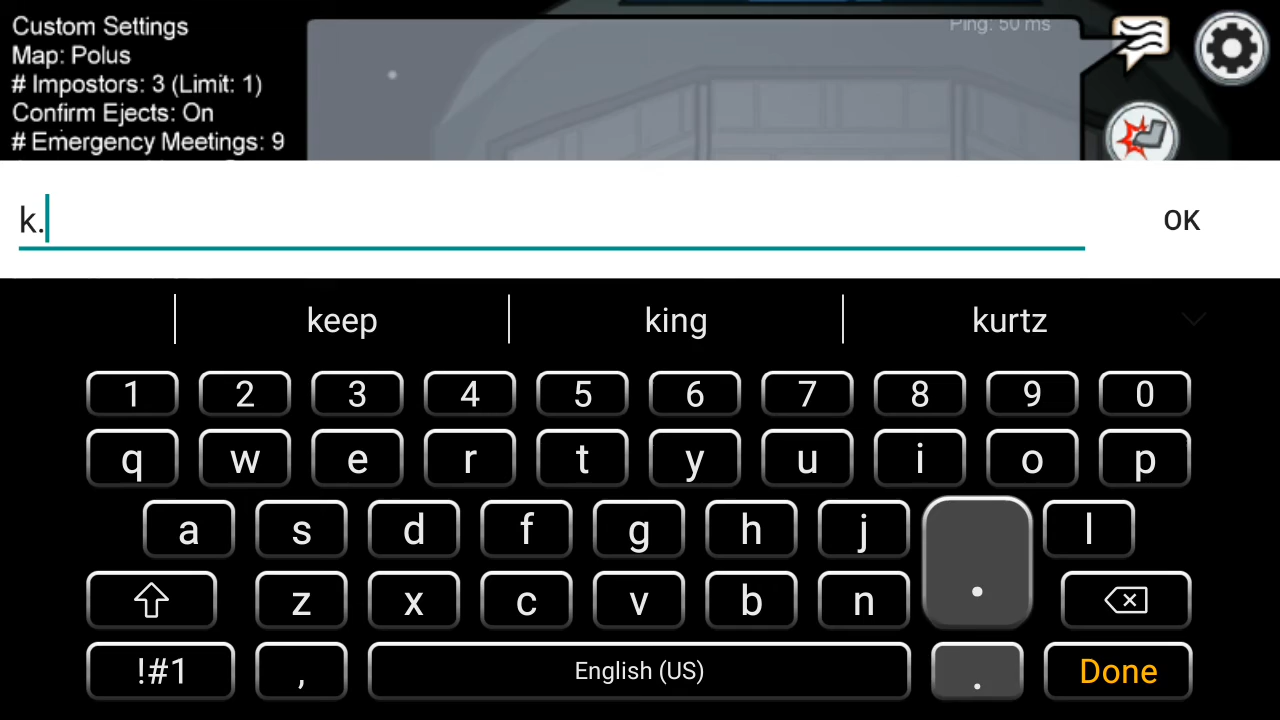 Custom Settings
Map: Polus
# Impostors: 3 (Limit: 1)
Confirm Ejects: On
# Emergency Meetings: 9
Ping: 50 ms
k.
OK
keep king kurtz
1 2 3 4 5 6 7 8 9 0
q w e r t y u i o p
a s d f g h j . l
z x c v b n
!#1 , English (US) . Done